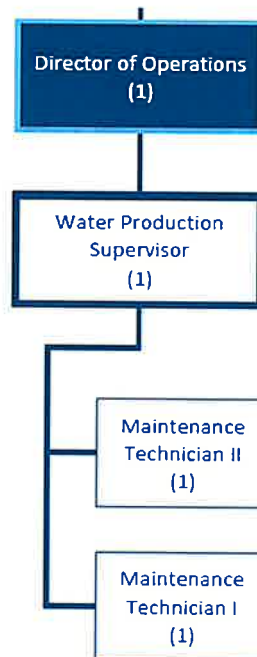 Director of Operations
(1)
Water Production
Supervisor
(1)
Maintenance
Technician II
(1)
Maintenance
Technician I
(1)